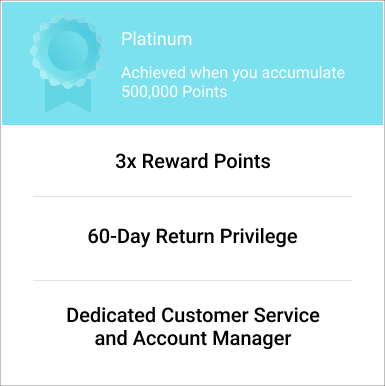 Platinum
Achieved when you accumulate
500,000 Points
3x Reward Points
60-Day Return Privilege
Dedicated Customer Service
and Account Manager